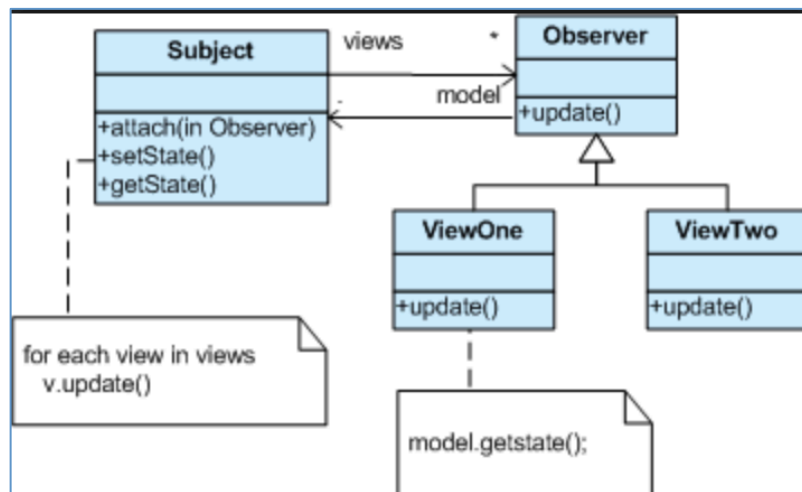 Subject
+attach(in Observer)
+setState()
+getState()
views
*
model
Observer
+update()
ViewOne
+update()
ViewTwo
+update()
for each view in views
v.update()
model.getstate();